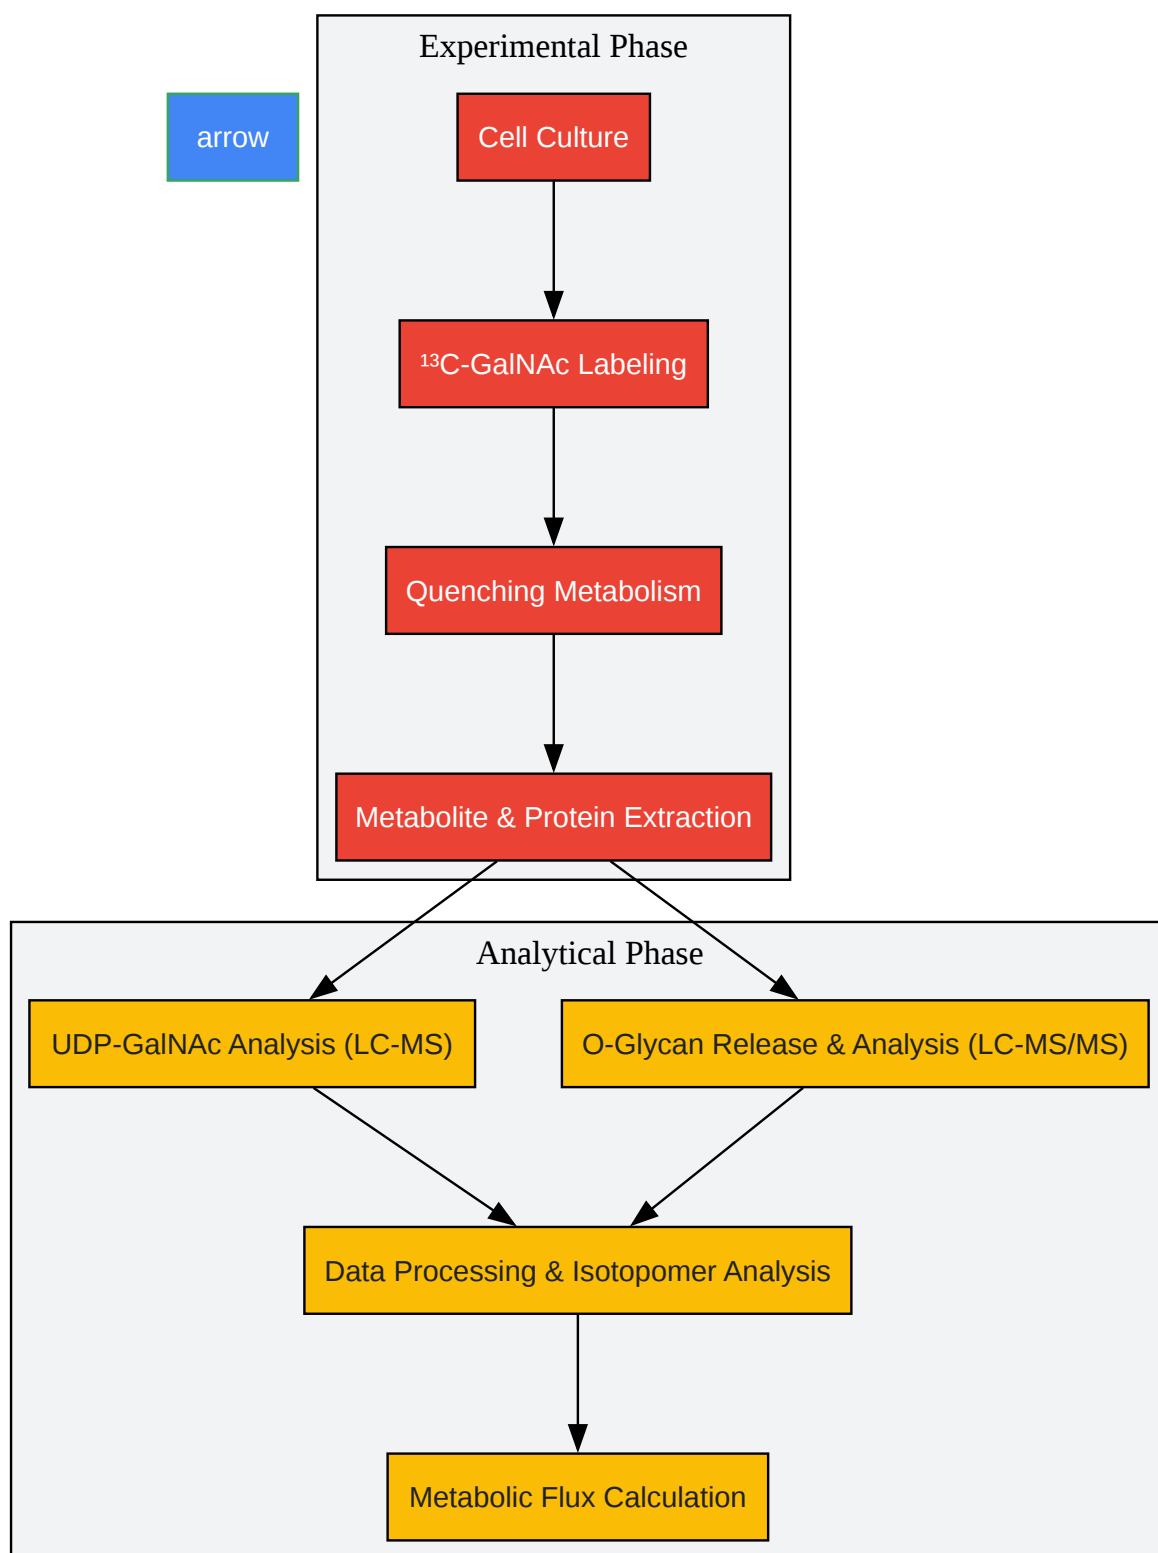 Experimental Phase
arrow
Cell Culture
¹³C-GalNAc Labeling
Quenching Metabolism
Metabolite & Protein Extraction
Analytical Phase
UDP-GalNAc Analysis (LC-MS)
O-Glycan Release & Analysis (LC-MS/MS)
Data Processing & Isotopomer Analysis
Metabolic Flux Calculation